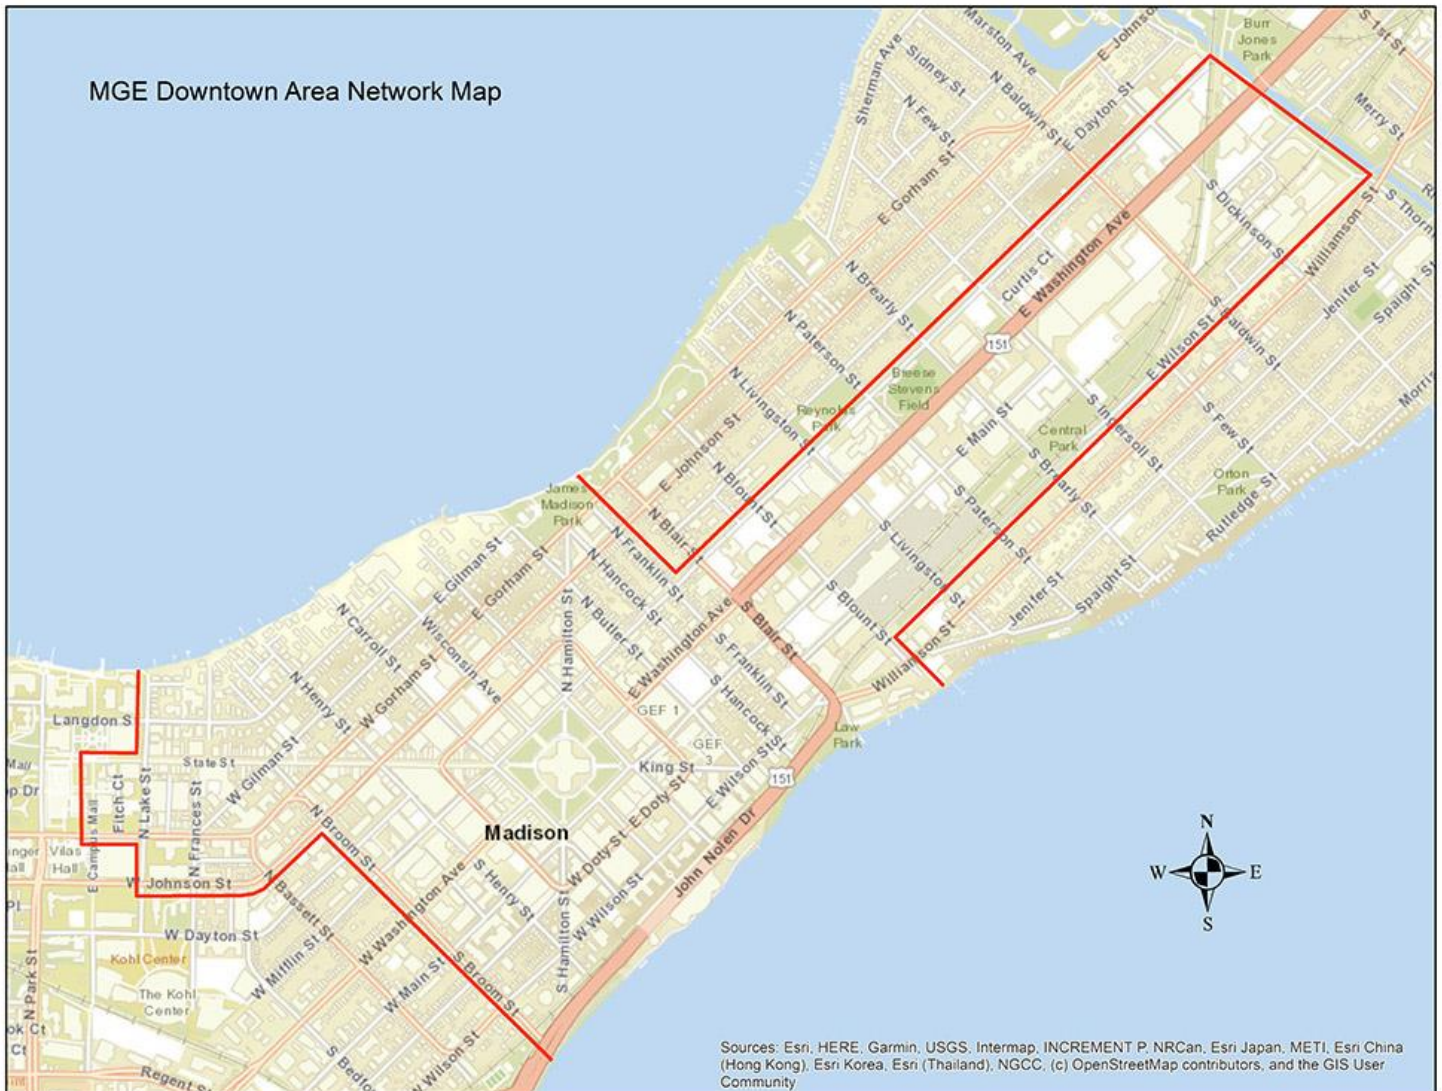 MGE Downtown Area Network Map
Burr
Jones
Park
S 1st St
E Johnson
Marston Ave
Sherman Ave
Sidney St
N Baldwin St
E Dayton St
Merry St
N Few St
E Gorham St
S Dickinson S
Williamson St
S Thorn
Curtis Ct
E Washington Ave
N Brearly St
Jenifer St
Spaight St
N Paterson St
S Baldwin St
E Wilson St
151
Breese
Stevens
Field
N Livingston St
Reynolds
Park
Morris
E Main St
S Ingersoll St
S Few St
Central
Park
E Johnson St
S Brearly St
Orton
Park
James
Madison
Park
N Blount St
S Paterson St
Rutledge St
N Blair St
S Livingston St
N Franklin St
E Gilman St
E Gorham St
N Hancock St
S Blount St
Jenifer St
Spaight St
N Carroll St
Wisconsin Ave
N Hamilton St
N Butler St
E Washington Ave
S Blair St
S Franklin St
Williamson St
N Henry St
W Gorham St
S Hancock St
GEF 1
Langdon S
GEF
3
Law
Park
Mall
State St
W Gilman St
King St
E Wilson St
151
op Dr
Fitch Ct
N Lake St
N Frances St
E Doty St
E Campus Mall
N Broom St
Madison
John Nolen Dr
N
W E
S
Vilas
Hall
W Johnson St
N Bassett St
W Washington Ave
S Henry St
W Doty St
Pl
W Dayton St
S Hamilton St
W Wilson St
Kohl Center
W Mifflin St
W Main St
S Broom St
N Park St
The Kohl
Center
ok Ct
Ct
W Wilson St
S Bedfo
Regent S
Sources: Esri, HERE, Garmin, USGS, Intermap, INCREMENT P, NRCan, Esri Japan, METI, Esri China
(Hong Kong), Esri Korea, Esri (Thailand), NGCC, (c) OpenStreetMap contributors, and the GIS User
Community